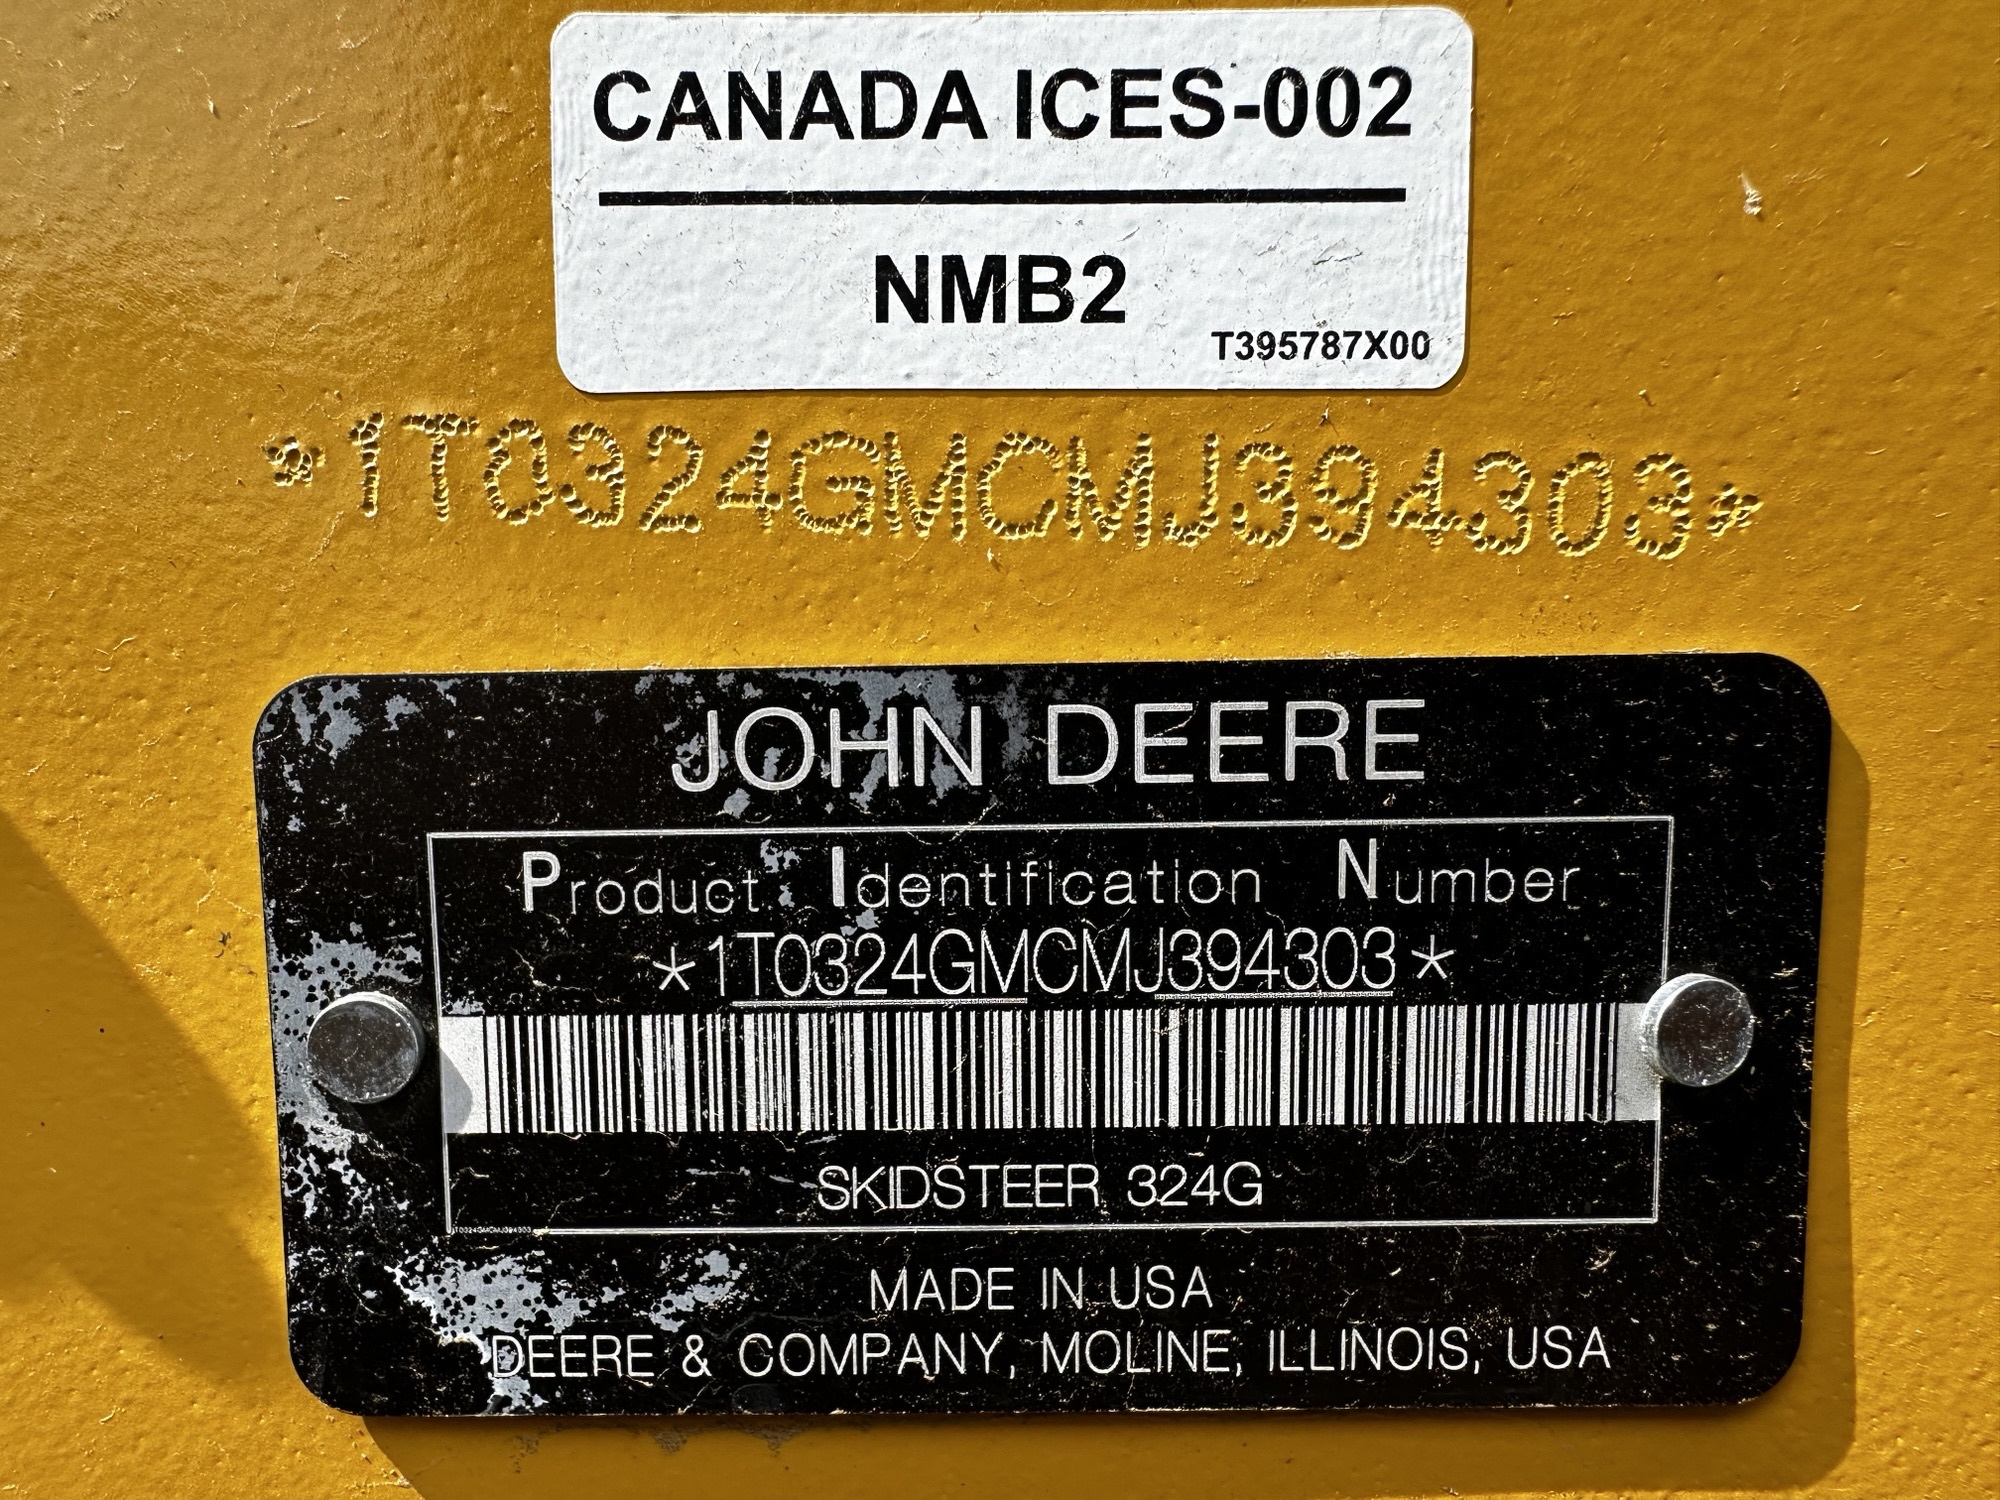 CANADA ICES-002
NMB2
T395787X00
*1T0324GMCMJ394303*
JOHN DEERE
Product Identification Number
*1T0324GMCMJ394303*
SKIDSTEER 324G
1T0324GMCMJ394303
MADE IN USA
DEERE & COMPANY, MOLINE, ILLINOIS, USA